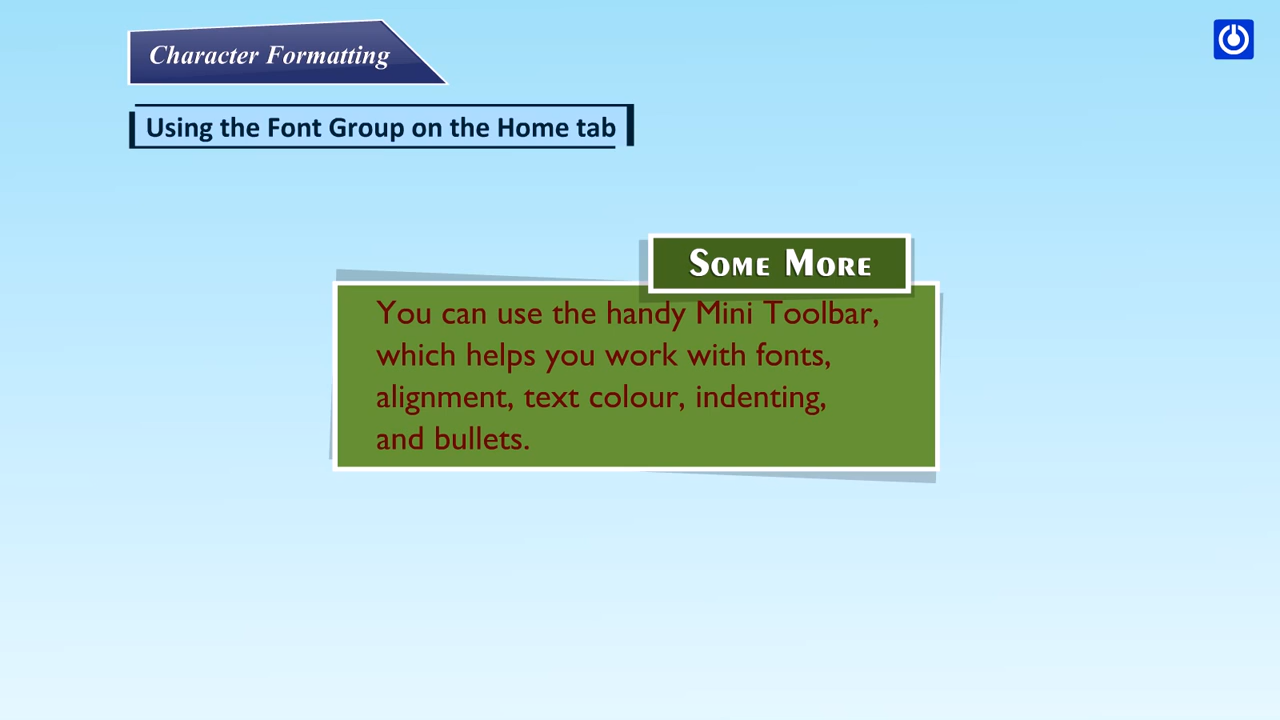 Character Formatting
Using the Font Group on the Home tab
Some More
You can use the handy Mini Toolbar,
which helps you work with fonts,
alignment, text colour, indenting,
and bullets.